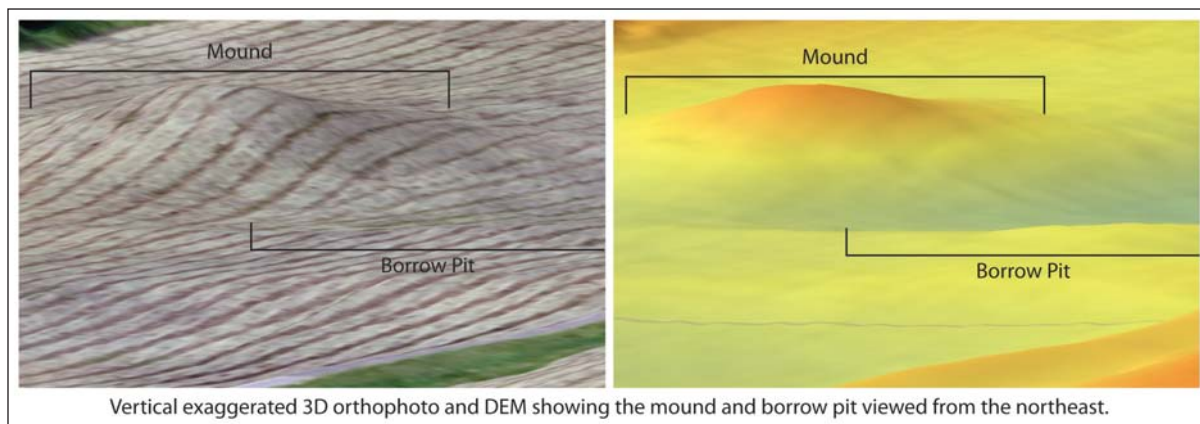 Mound
Borrow Pit
Mound
Borrow Pit
Vertical exaggerated 3D orthophoto and DEM showing the mound and borrow pit viewed from the northeast.